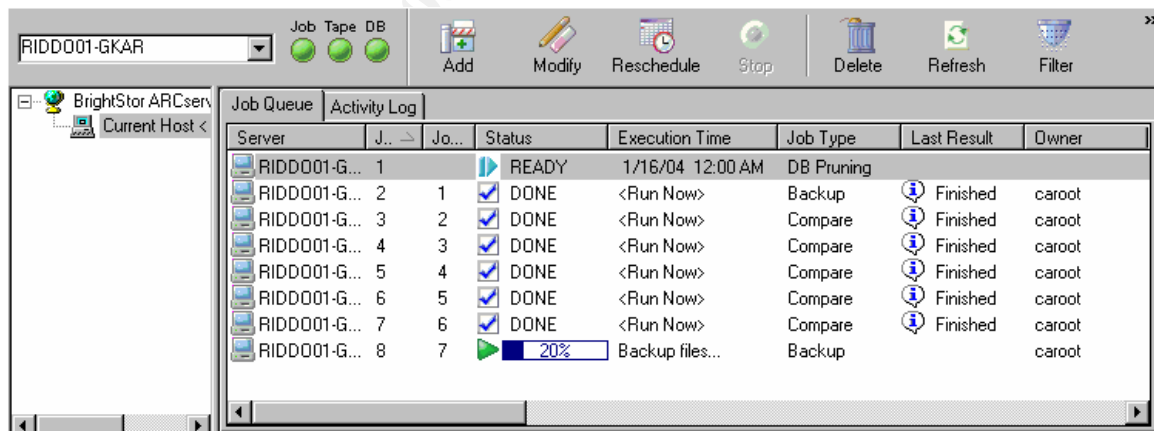 Job Tape DB
RIDDO01-GKAR
Add Modify Reschedule Stop Delete Refresh Filter
BrightStor ARCserv
Current Host <
Job Queue Activity Log
Server J.. Jo... Status Execution Time Job Type Last Result Owner
RIDDO01-G... 1 READY 1/16/04 12:00 AM DB Pruning
RIDDO01-G... 2 1 DONE <Run Now> Backup Finished caroot
RIDDO01-G... 3 2 DONE <Run Now> Compare Finished caroot
RIDDO01-G... 4 3 DONE <Run Now> Compare Finished caroot
RIDDO01-G... 5 4 DONE <Run Now> Compare Finished caroot
RIDDO01-G... 6 5 DONE <Run Now> Compare Finished caroot
RIDDO01-G... 7 6 DONE <Run Now> Compare Finished caroot
RIDDO01-G... 8 7 20% Backup files... Backup caroot